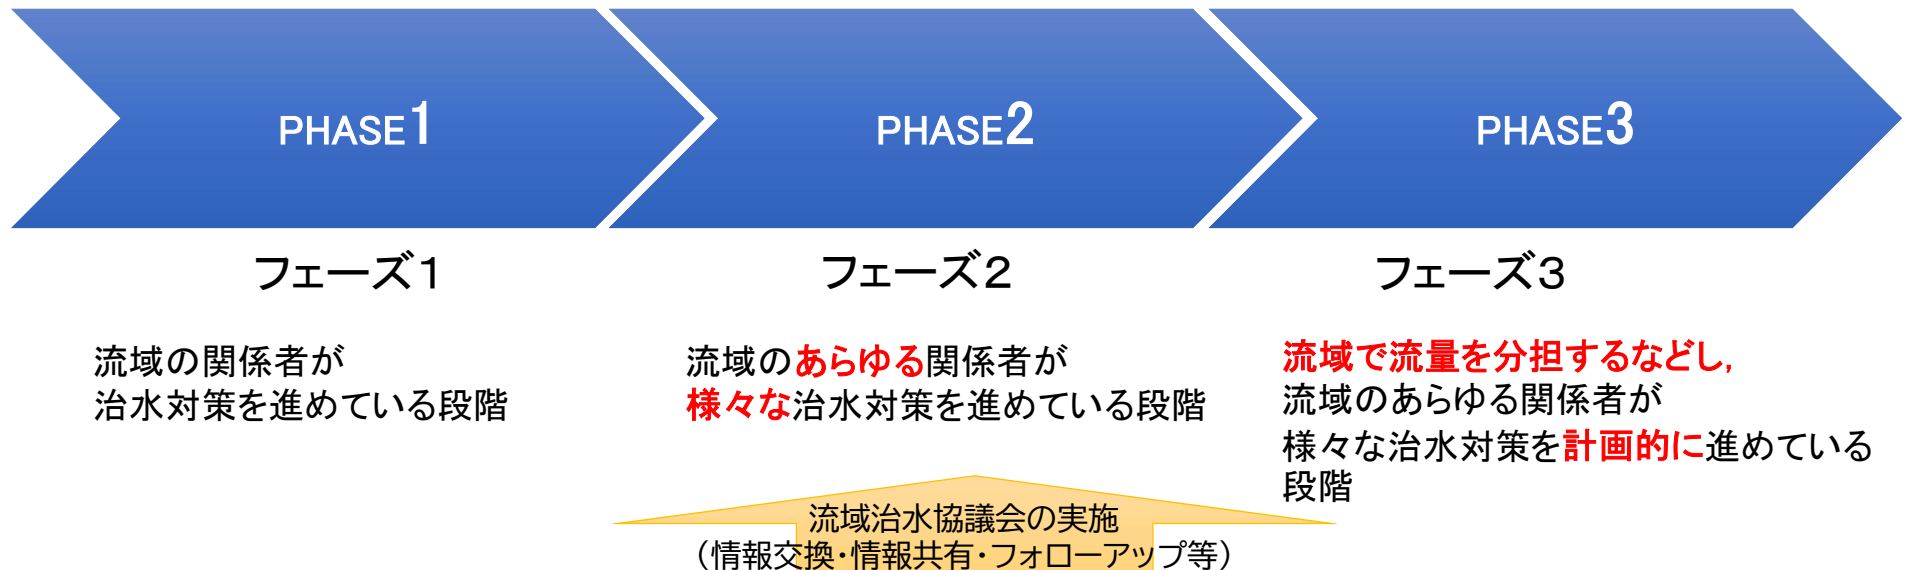 PHASE1
PHASE2
PHASE3
フェーズ1
流域の関係者が
治水対策を進めている段階
フェーズ2
流域のあらゆる関係者が
様々な治水対策を進めている段階
フェーズ3
流域で流量を分担するなどし,
流域のあらゆる関係者が
様々な治水対策を計画的に進めている
段階
流域治水協議会の実施
（情報交換・情報共有・フォローアップ等）